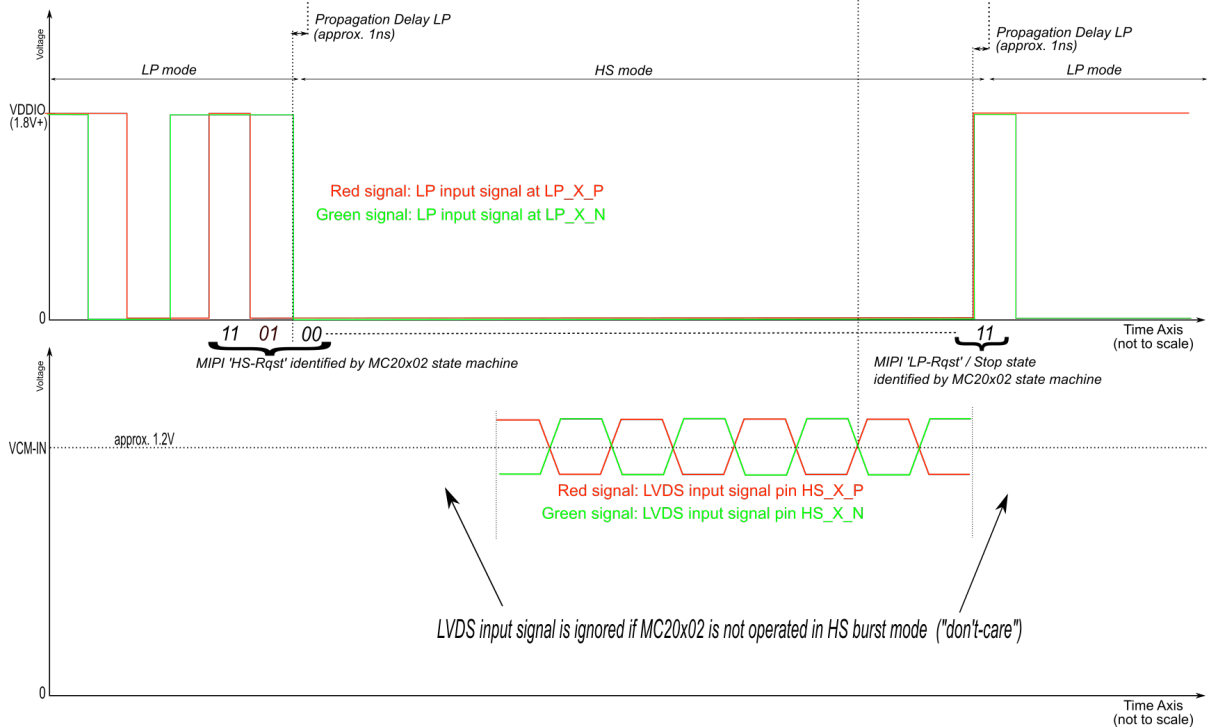 Propagation Delay LP
(approx. 1ns)
Propagation Delay LP
(approx. 1ns)
Voltage
LP mode
HS mode
LP mode
VDDIO
(1.8V+)
Red signal: LP input signal at LP_X_P
Green signal: LP input signal at LP_X_N
0
11 01 00
11
Time Axis
(not to scale)
MIPI 'HS-Rqst' identified by MC20x02 state machine
MIPI 'LP-Rqst' / Stop state
identified by MC20x02 state machine
Voltage
approx. 1.2V
VCM-IN
Red signal: LVDS input signal pin HS_X_P
Green signal: LVDS input signal pin HS_X_N
LVDS input signal is ignored if MC20x02 is not operated in HS burst mode ("don't-care")
0
Time Axis
(not to scale)